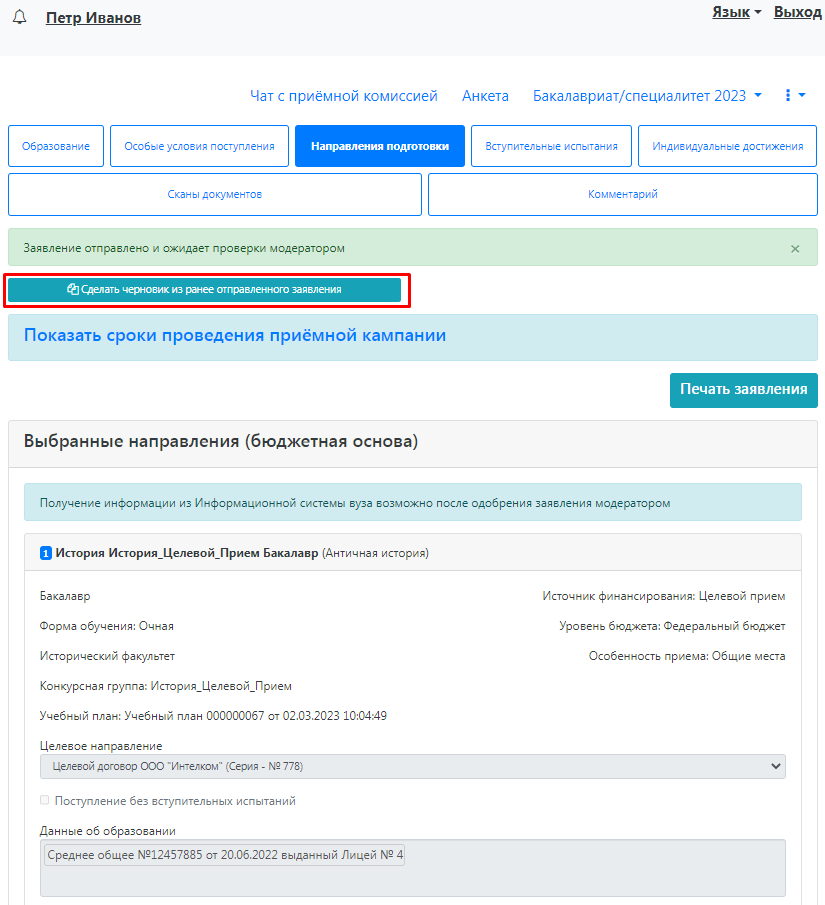 Петр Иванов
Язык
Выход
Чат с приёмной комиссией
Анкета
Бакалавриат/специалитет 2023
Образование
Особые условия поступления
Направления подготовки
Вступительные испытания
Индивидуальные достижения
Сканы документов
Комментарий
Заявление отправлено и ожидает проверки модератором
×
Сделать черновик из ранее отправленного заявления
Показать сроки проведения приёмной кампании
Печать заявления
Выбранные направления (бюджетная основа)
Получение информации из Информационной системы вуза возможно после одобрения заявления модератором
1 История История_Целевой_Прием Бакалавр (Античная история)
Бакалавр
Источник финансирования: Целевой прием
Форма обучения: Очная
Уровень бюджета: Федеральный бюджет
Исторический факультет
Особенность приема: Общие места
Конкурсная группа: История_Целевой_Прием
Учебный план: Учебный план 000000067 от 02.03.2023 10:04:49
Целевое направление
Целевой договор ООО "Интелком" (Серия - № 778)
Поступление без вступительных испытаний
Данные об образовании
Среднее общее №12457885 от 20.06.2022 выданный Лицей № 4